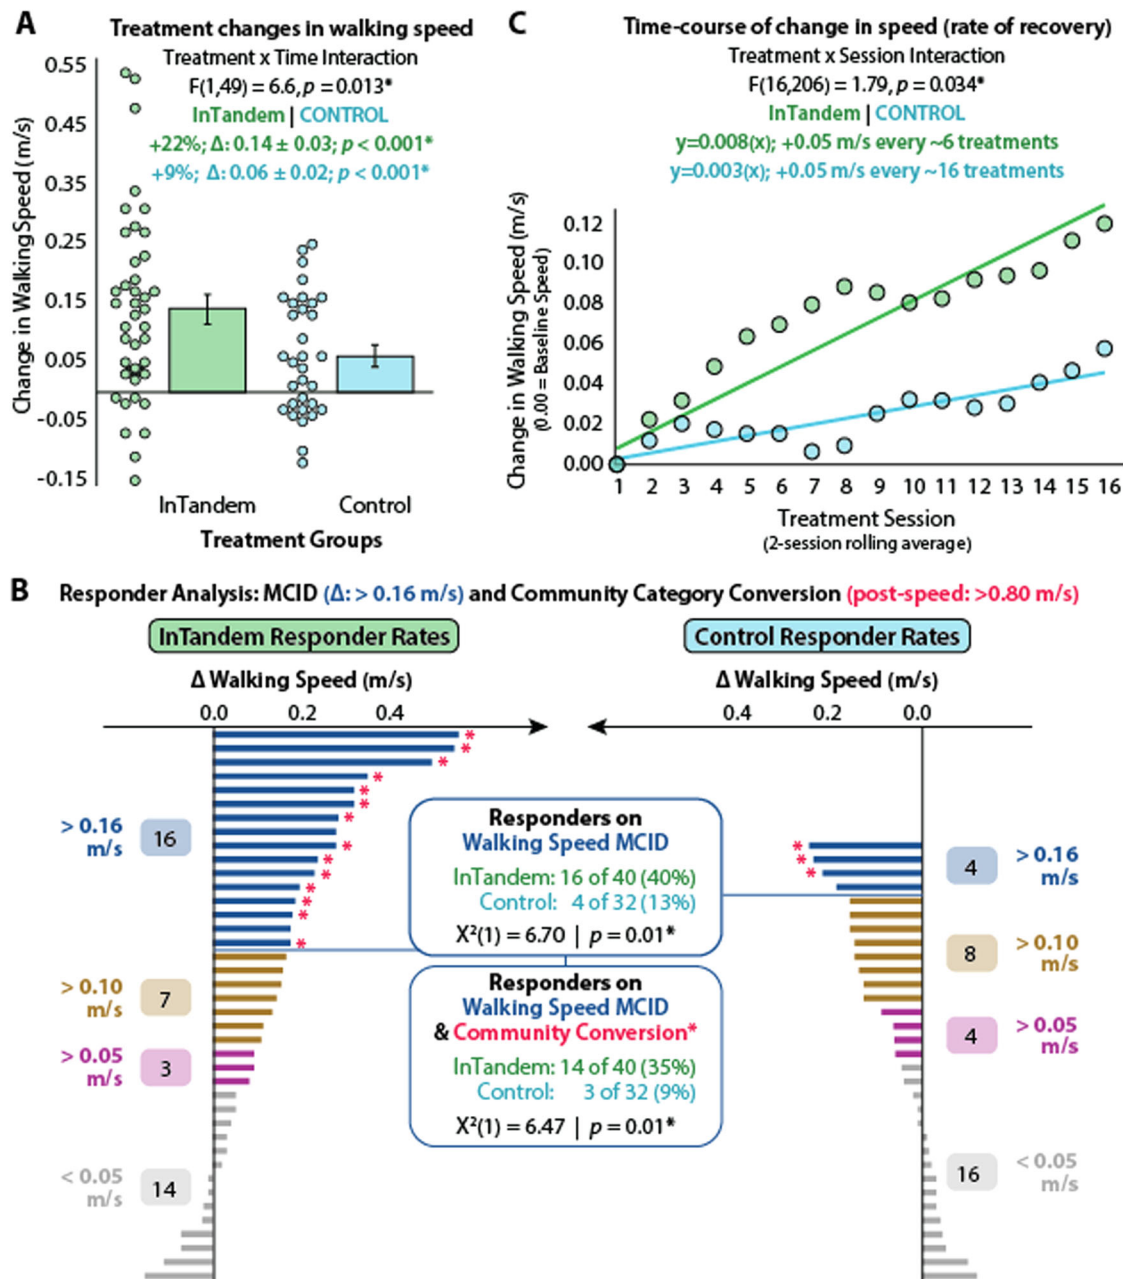 A
Treatment changes in walking speed
Treatment x Time Interaction
F(1,49) = 6.6, p = 0.013*
InTandem | CONTROL
+22%; Δ: 0.14 ± 0.03; p < 0.001*
+9%; Δ: 0.06 ± 0.02; p < 0.001*
Change in Walking Speed (m/s)
0.55
0.45
0.35
0.25
0.15
0.05
-0.05
-0.15
InTandem
Control
Treatment Groups
C
Time-course of change in speed (rate of recovery)
Treatment x Session Interaction
F(16,206) = 1.79, p = 0.034*
InTandem | CONTROL
y=0.008(x); +0.05 m/s every ~6 treatments
y=0.003(x); +0.05 m/s every ~16 treatments
Change in Walking Speed (m/s)
(0.00 = Baseline Speed)
0.12
0.10
0.08
0.06
0.04
0.02
0.00
1 2 3 4 5 6 7 8 9 10 11 12 13 14 15 16
Treatment Session
(2-session rolling average)
B
Responder Analysis: MCID (Δ: > 0.16 m/s) and Community Category Conversion (post-speed: >0.80 m/s)
InTandem Responder Rates
Δ Walking Speed (m/s)
0.0 0.2 0.4
> 0.16
m/s
16
> 0.10
m/s
7
> 0.05
m/s
3
< 0.05
m/s
14
Responders on
Walking Speed MCID
InTandem: 16 of 40 (40%)
Control: 4 of 32 (13%)
X²(1) = 6.70 | p = 0.01*
Responders on
Walking Speed MCID
& Community Conversion*
InTandem: 14 of 40 (35%)
Control: 3 of 32 (9%)
X²(1) = 6.47 | p = 0.01*
Control Responder Rates
Δ Walking Speed (m/s)
0.4 0.2 0.0
4
> 0.16
m/s
8
> 0.10
m/s
4
> 0.05
m/s
16
< 0.05
m/s